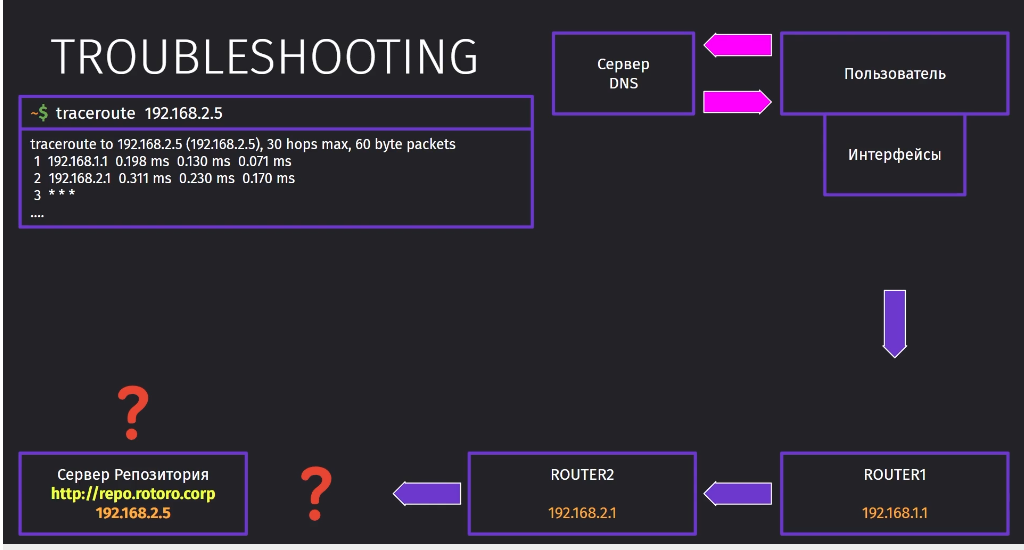 TROUBLESHOOTING
~$ traceroute 192.168.2.5
traceroute to 192.168.2.5 (192.168.2.5), 30 hops max, 60 byte packets
1 192.168.1.1 0.198 ms 0.130 ms 0.071 ms
2 192.168.2.1 0.311 ms 0.230 ms 0.170 ms
3 * * *
....
Сервер
DNS
Пользователь
Интерфейсы
?
Сервер Репозитория
http://repo.rotoro.corp
192.168.2.5
?
ROUTER2
192.168.2.1
ROUTER1
192.168.1.1